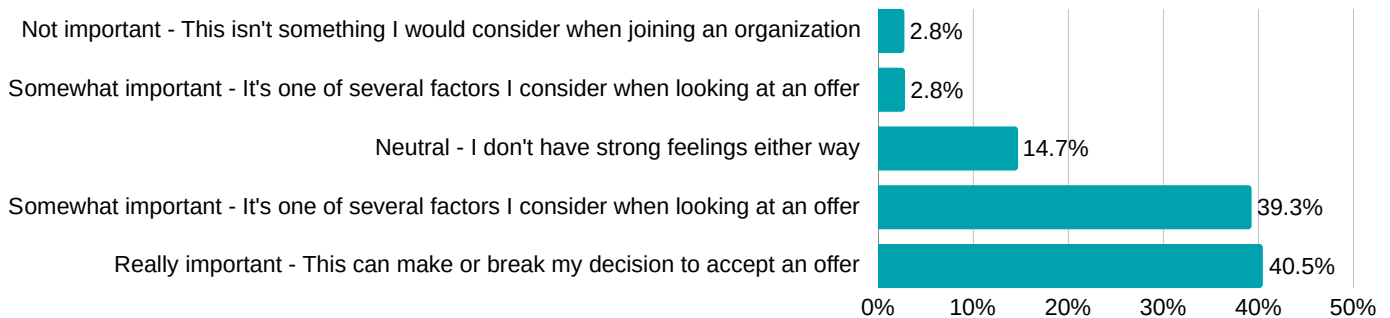 Not important - This isn't something I would consider when joining an organization 2.8%
Somewhat important - It's one of several factors I consider when looking at an offer 2.8%
Neutral - I don't have strong feelings either way 14.7%
Somewhat important - It's one of several factors I consider when looking at an offer 39.3%
Really important - This can make or break my decision to accept an offer 40.5%
0% 10% 20% 30% 40% 50%